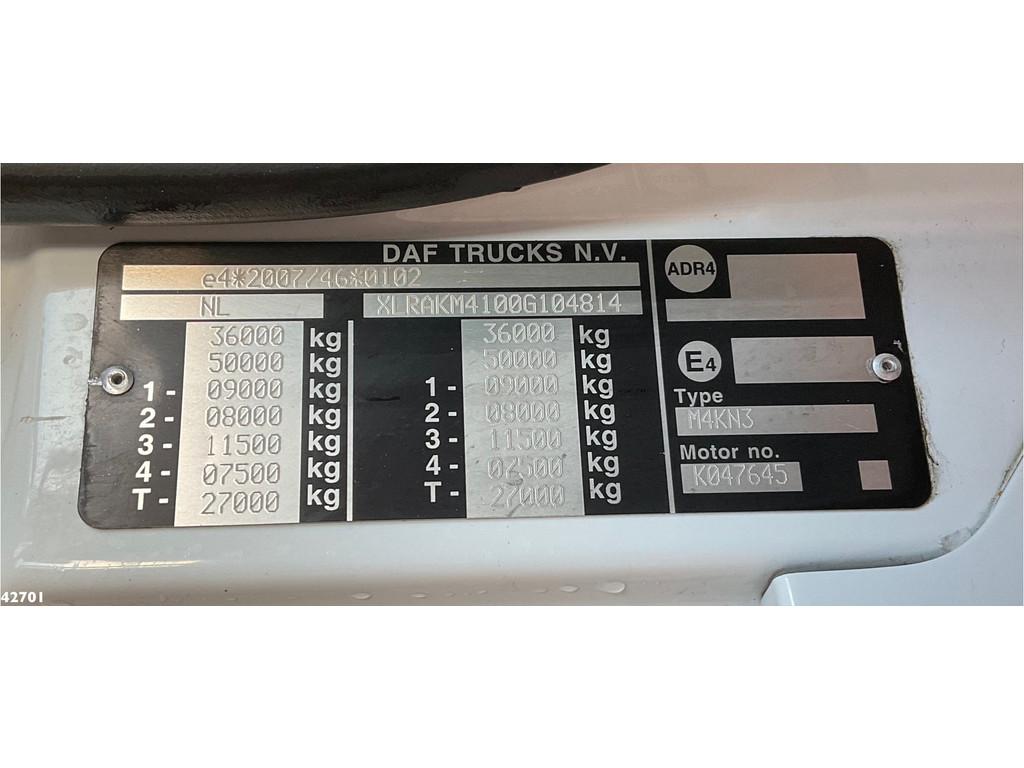 DAF TRUCKS N.V.
e4*2007/46*0102
NL XLRAKM4100G104814
36000 kg 36000 kg
50000 kg 50000 kg
1- 09000 kg 1- 09000 kg
2- 08000 kg 2- 08000 kg
3- 11500 kg 3- 11500 kg
4- 07500 kg 4- 07500 kg
T- 27000 kg T- 27000 kg
ADR4
E4
Type
M4KN3
Motor no.
K047645
42701